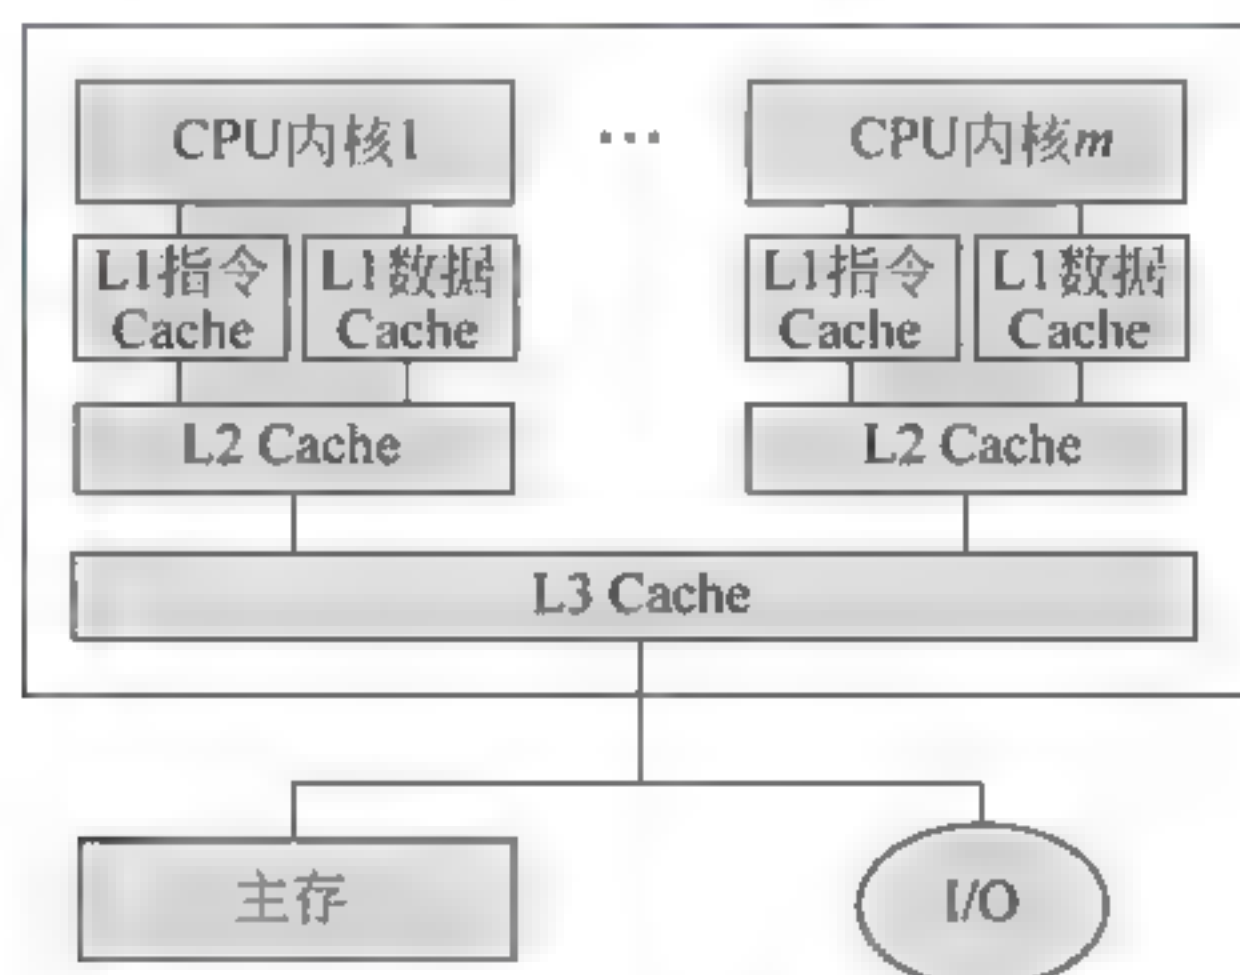 CPU内核1
...
CPU内核m
L1指令
Cache
L1数据
Cache
L1指令
Cache
L1数据
Cache
L2 Cache
L2 Cache
L3 Cache
主存
I/O